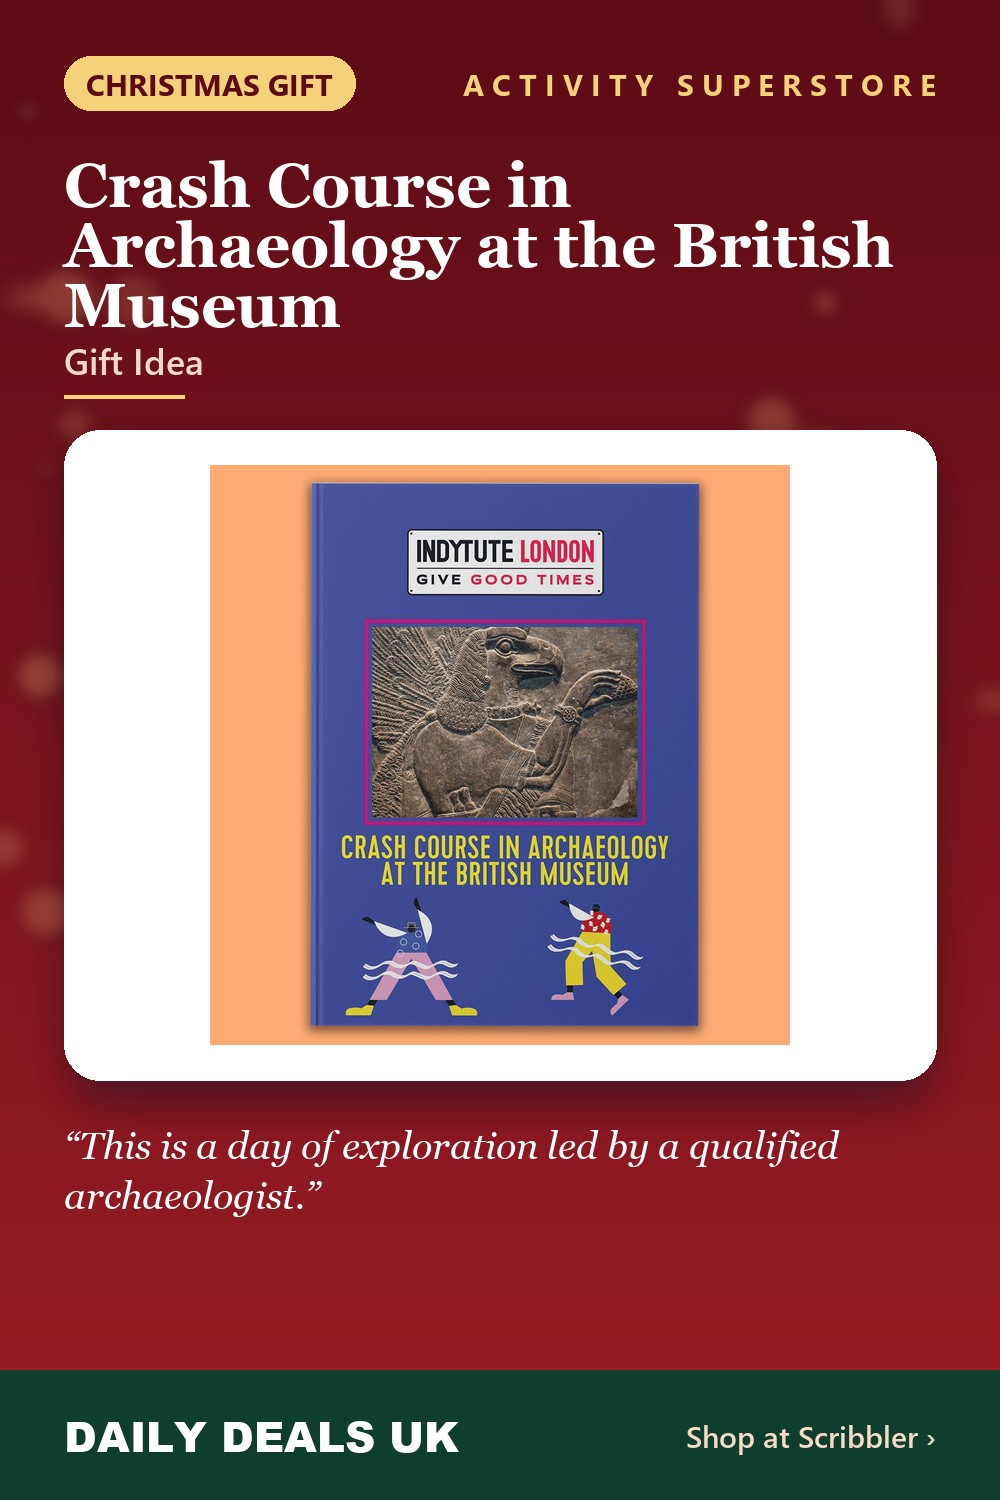 CHRISTMAS GIFT
ACTIVITY SUPERSTORE
Crash Course in
Archaeology at the British
Museum
Gift Idea
INDYTUTE LONDON
GIVE GOOD TIMES
CRASH COURSE IN ARCHAEOLOGY
AT THE BRITISH MUSEUM
“This is a day of exploration led by a qualified
archaeologist.”
DAILY DEALS UK
Shop at Scribbler ›